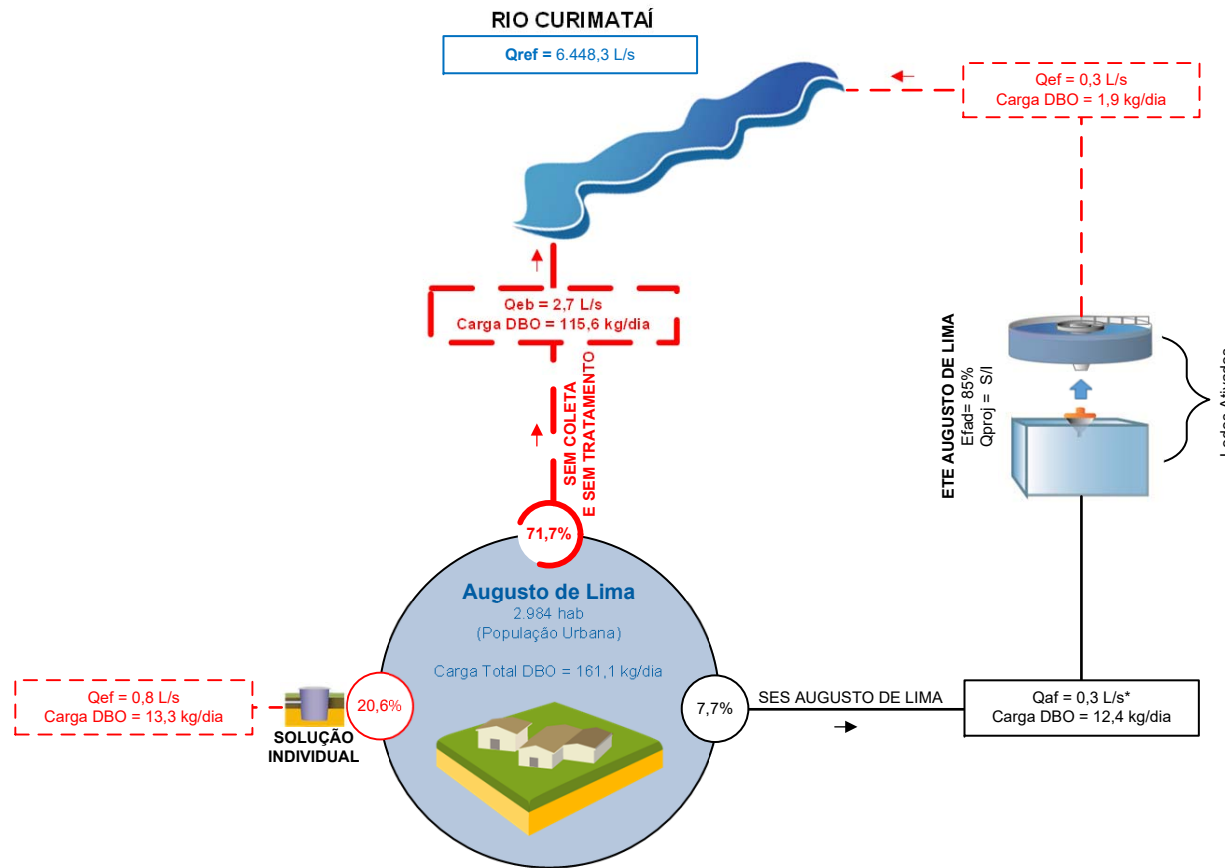 RIO CURIMATAÍ
Qref = 6.448,3 L/s
Qef = 0,3 L/s
Carga DBO = 1,9 kg/dia
Qeb = 2,7 L/s
Carga DBO = 115,6 kg/dia
SEM COLETA
E SEM TRATAMENTO
ETE AUGUSTO DE LIMA
Efad= 85%
Qproj = S/I
71,7%
Augusto de Lima
2.984 hab
(População Urbana)
Carga Total DBO = 161,1 kg/dia
Qef = 0,8 L/s
Carga DBO = 13,3 kg/dia
SOLUÇÃO
INDIVIDUAL
20,6%
7,7%
SES AUGUSTO DE LIMA
Qaf = 0,3 L/s*
Carga DBO = 12,4 kg/dia